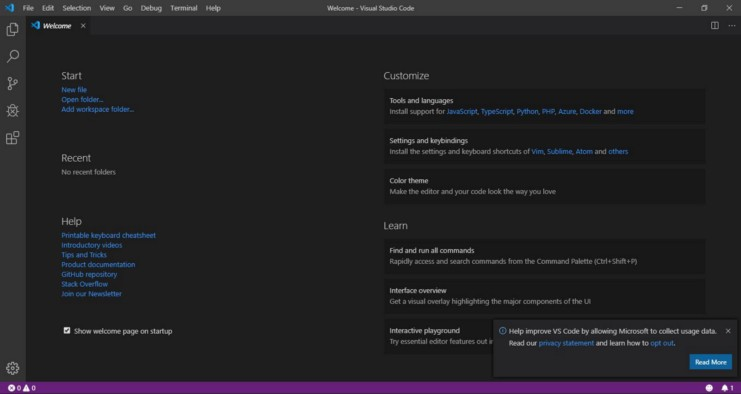 File Edit Selection View Go Debug Terminal Help
Welcome - Visual Studio Code
Welcome
Start
New file
Open folder...
Add workspace folder...
Recent
No recent folders
Help
Printable keyboard cheatsheet
Introductory videos
Tips and Tricks
Product documentation
GitHub repository
Stack Overflow
Join our Newsletter
Show welcome page on startup
Customize
Tools and languages
Install support for JavaScript, TypeScript, Python, PHP, Azure, Docker and more
Settings and keybindings
Install the settings and keyboard shortcuts of Vim, Sublime, Atom and others
Color theme
Make the editor and your code look the way you love
Learn
Find and run all commands
Rapidly access and search commands from the Command Palette (Ctrl+Shift+P)
Interface overview
Get a visual overlay highlighting the major components of the UI
Interactive playground
Try essential editor features out i
Help improve VS Code by allowing Microsoft to collect usage data.
Read our privacy statement and learn how to opt out.
Read More
0 0
1